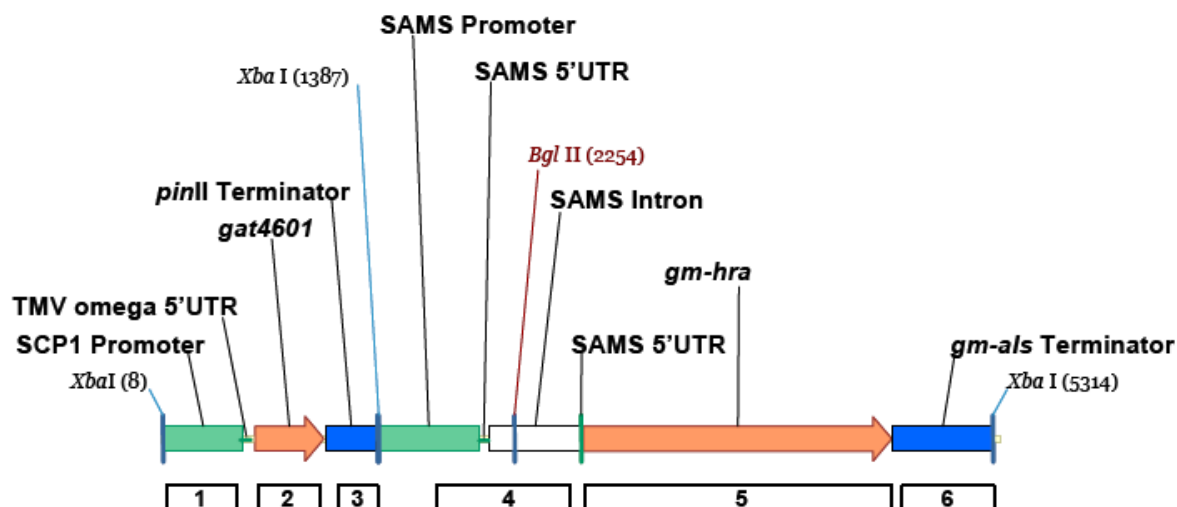 SAMS Promoter
SAMS 5’UTR
Xba I (1387)
Bgl II (2254)
pinII Terminator
SAMS Intron
gat4601
gm-hra
TMV omega 5’UTR
SCP1 Promoter
SAMS 5’UTR
gm-als Terminator
XbaI (8)
Xba I (5314)
1 2 3 4 5 6